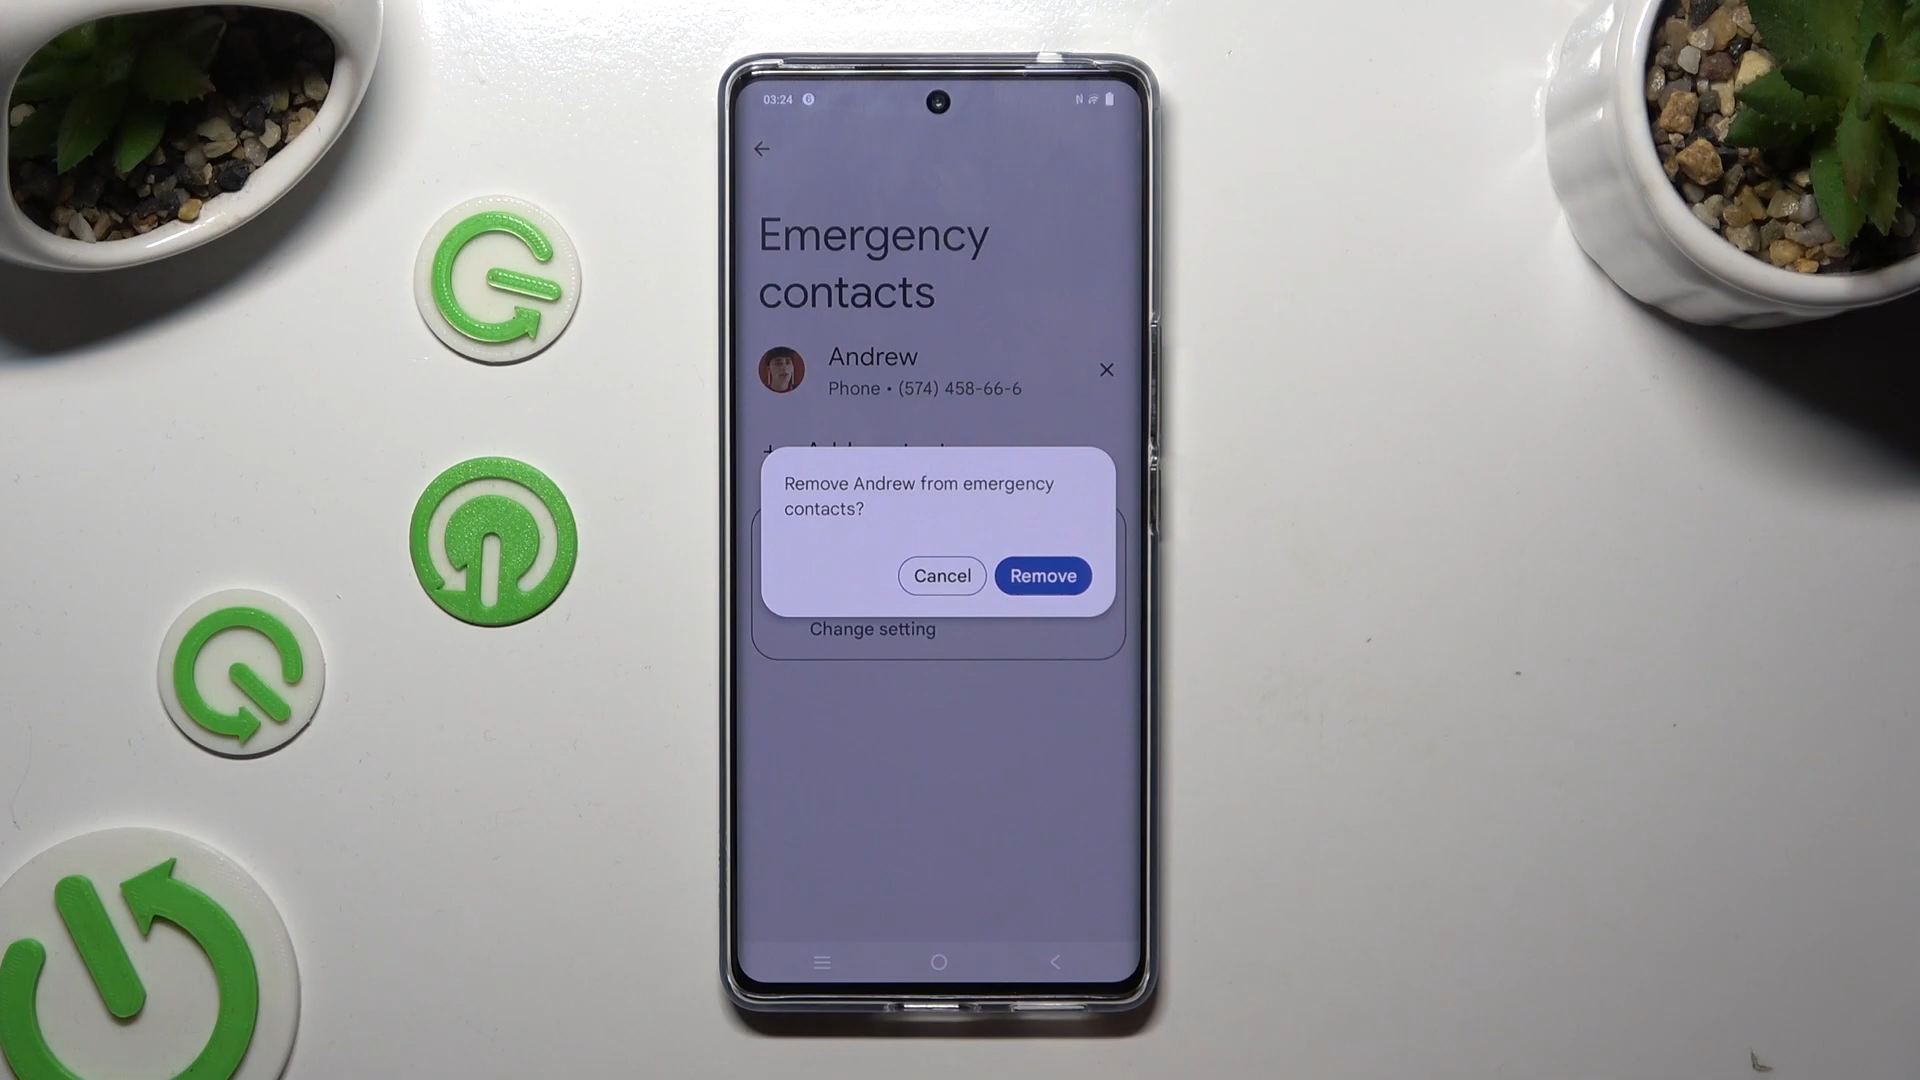 03:24
Emergency
contacts
Andrew
Phone • (574) 458-66-6
Remove Andrew from emergency
contacts?
Cancel Remove
Change setting